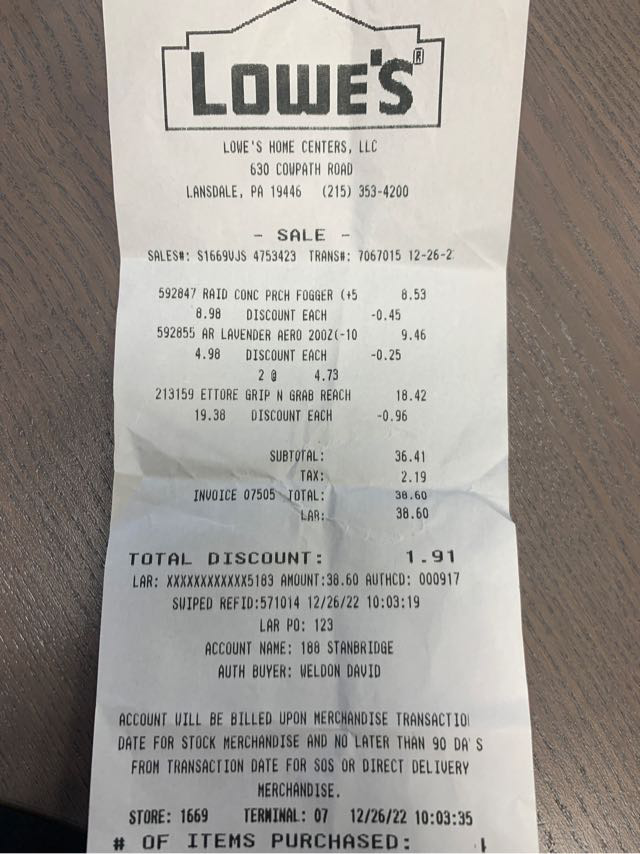 LOWE'S®
LOWE'S HOME CENTERS, LLC
630 COWPATH ROAD
LANSDALE, PA 19446 (215) 353-4200
- SALE -
SALES#: S1669VJS 4753423 TRANS#: 7067015 12-26-2
592847 RAID CONC PRCH FOGGER (+5 8.53
8.98 DISCOUNT EACH -0.45
592855 AR LAVENDER AERO 20OZ(-10 9.46
4.98 DISCOUNT EACH -0.25
2 @ 4.73
213159 ETTORE GRIP N GRAB REACH 18.42
19.38 DISCOUNT EACH -0.96
SUBTOTAL: 36.41
TAX: 2.19
INVOICE 07505 TOTAL: 38.60
LAR: 38.60
TOTAL DISCOUNT: 1.91
LAR: XXXXXXXXXXXX5183 AMOUNT:38.60 AUTHCD: 000917
SWIPED REFID:571014 12/26/22 10:03:19
LAR PO: 123
ACCOUNT NAME: 188 STANBRIDGE
AUTH BUYER: WELDON DAVID
ACCOUNT WILL BE BILLED UPON MERCHANDISE TRANSACTIO
DATE FOR STOCK MERCHANDISE AND NO LATER THAN 90 DA S
FROM TRANSACTION DATE FOR SOS OR DIRECT DELIVERY
MERCHANDISE.
STORE: 1669 TERMINAL: 07 12/26/22 10:03:35
# OF ITEMS PURCHASED: